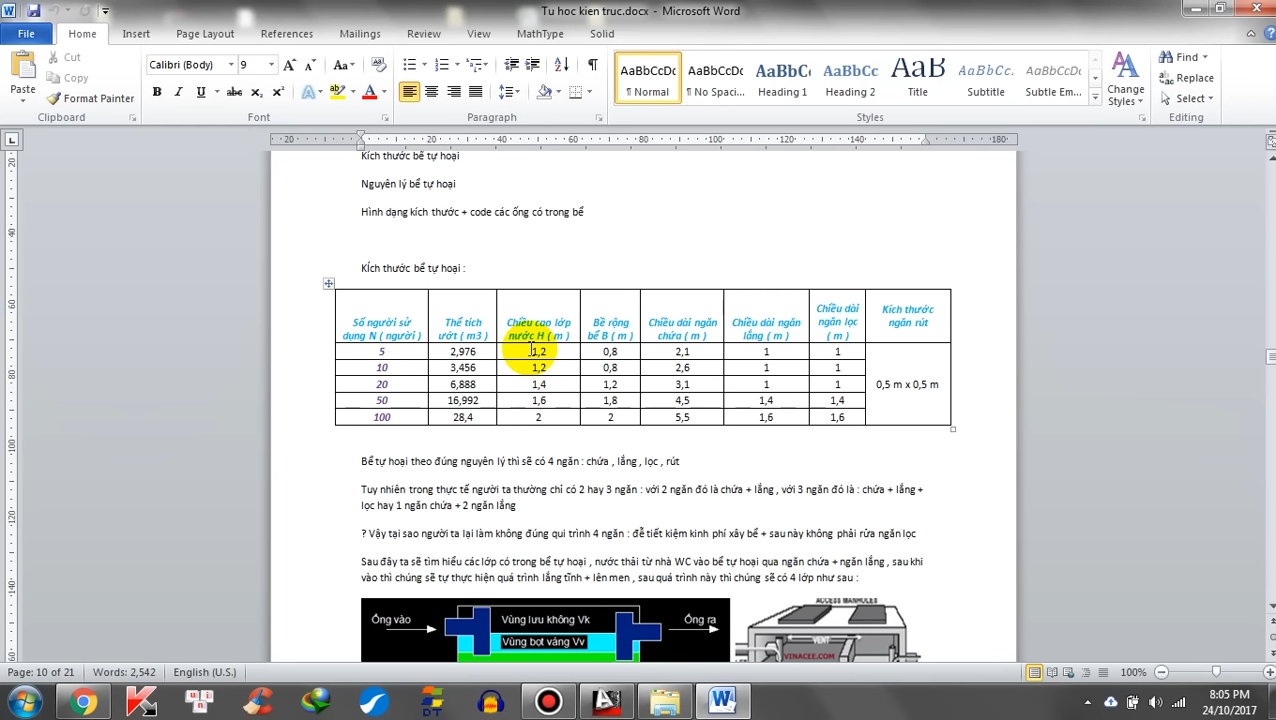 Tu hoc kien truc.docx - Microsoft Word
File Home Insert Page Layout References Mailings Review View MathType Solid
Paste
Cut
Copy
Format Painter
Clipboard
Calibri (Body) 9
Font
Paragraph
AaBbCcDc
¶ Normal
AaBbCcDc
¶ No Spaci...
AaBbCc
Heading 1
AaBbCc
Heading 2
AaB
Title
AaBbCc
Subtitle
AaBbCcDc
Subtle Em...
Change
Styles
Styles
Find
Replace
Select
Editing
Kích thước bể tự hoại
Nguyên lý bể tự hoại
Hình dạng kích thước + code các ống có trong bể
KÍch thước bể tự hoại :
Số người sử dụng N ( người ) Thể tích ướt ( m3 ) Chiều cao lớp nước H ( m ) Bề rộng bể B ( m ) Chiều dài ngăn chứa ( m ) Chiều dài ngăn lắng ( m ) Chiều dài ngăn lọc ( m ) Kích thước ngăn rút
5 2,976 1,2 0,8 2,1 1 1
10 3,456 1,2 0,8 2,6 1 1
20 6,888 1,4 1,2 3,1 1 1 0,5 m x 0,5 m
50 16,992 1,6 1,8 4,5 1,4 1,4
100 28,4 2 2 5,5 1,6 1,6
Bể tự hoại theo đúng nguyên lý thì sẽ có 4 ngăn : chứa , lắng , lọc , rút
Tuy nhiên trong thực tế người ta thường chỉ có 2 hay 3 ngăn : với 2 ngăn đó là chứa + lắng , với 3 ngăn đó là : chứa + lắng +
lọc hay 1 ngăn chứa + 2 ngăn lắng
? Vậy tại sao người ta lại làm không đúng qui trình 4 ngăn : để tiết kiệm kinh phí xây bể + sau này không phải rửa ngăn lọc
Sau đây ta sẽ tìm hiểu các lớp có trong bể tự hoại , nước thải từ nhà WC vào bể tự hoại qua ngăn chứa + ngăn lắng , sau khi
vào thì chúng sẽ tự thực hiện quá trình lắng tĩnh + lên men , sau quá trình này thì chúng sẽ có 4 lớp như sau :
Ống vào
Vùng lưu không Vk
Ống ra
Vùng bọt váng Vv
ACCESS MANHOLES
VENT
VINACEE.COM
Page: 10 of 21 Words: 2,542 English (U.S.) 100%
8:05 PM
24/10/2017